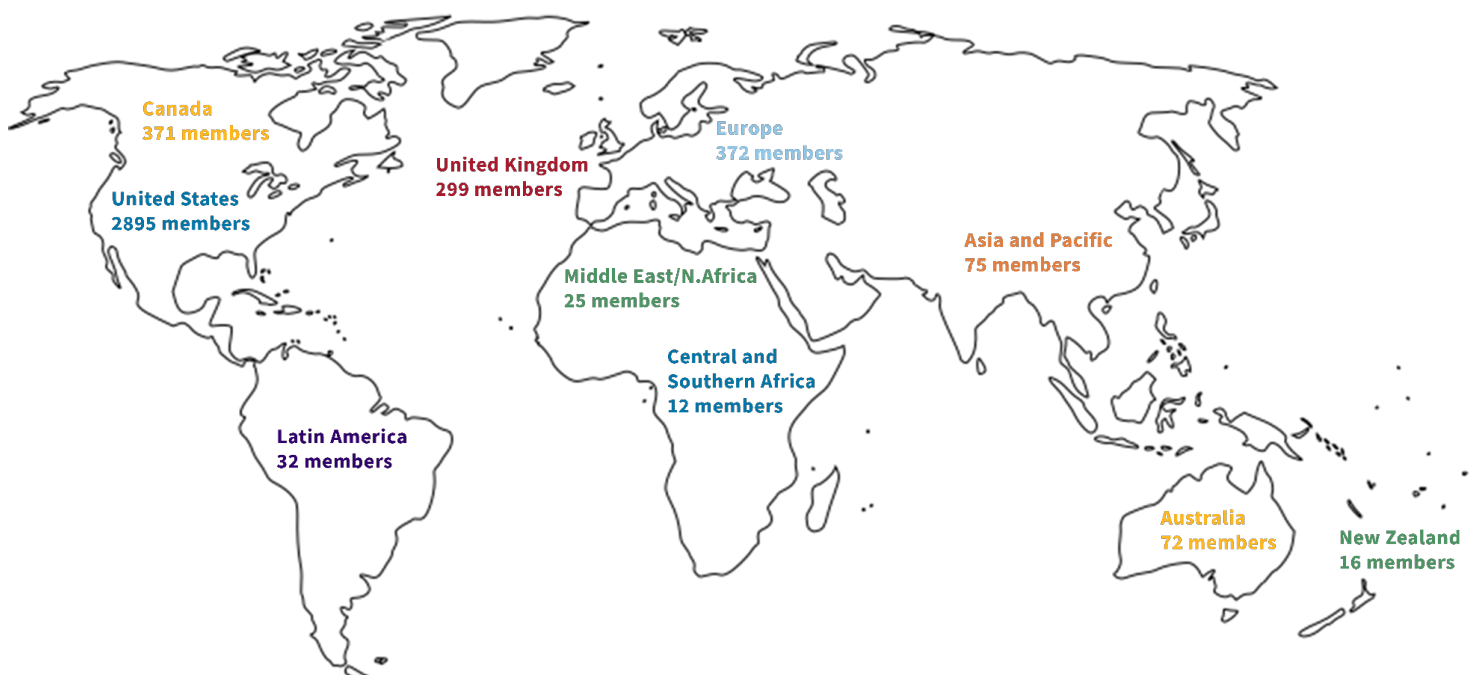 Canada
371 members
United States
2895 members
United Kingdom
299 members
Europe
372 members
Asia and Pacific
75 members
Middle East/N.Africa
25 members
Central and
Southern Africa
12 members
Latin America
32 members
Australia
72 members
New Zealand
16 members